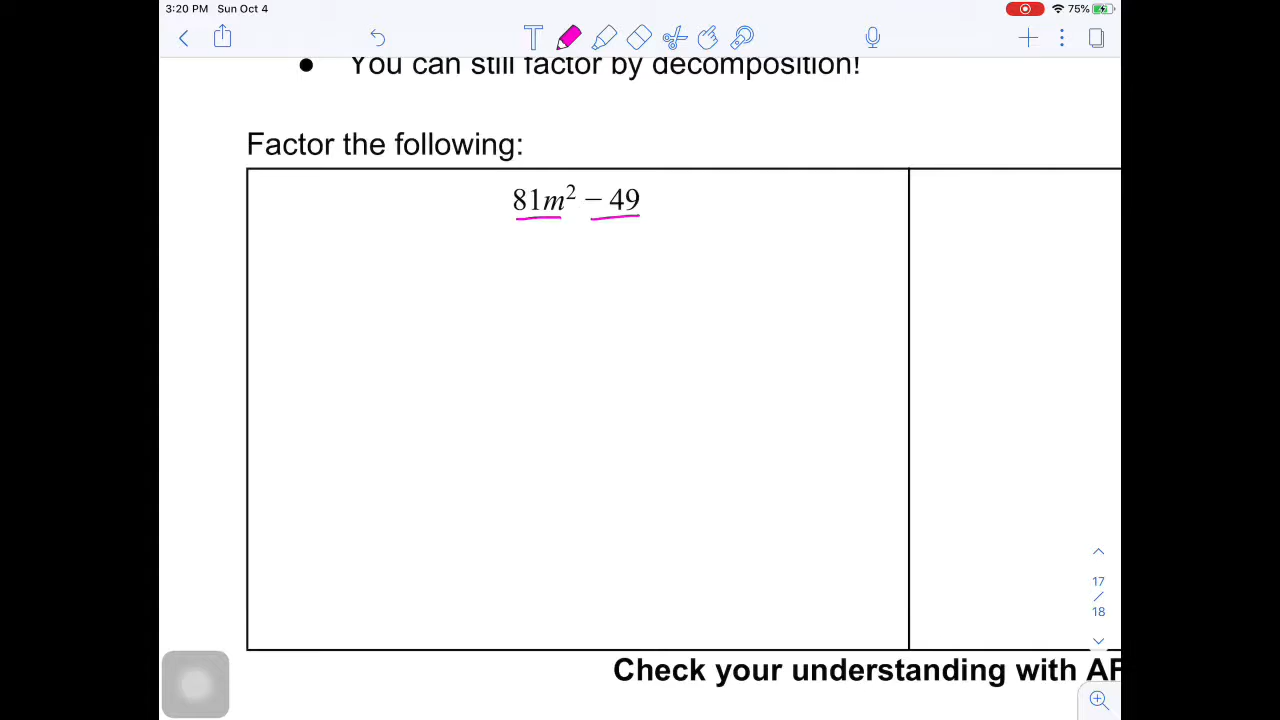 3:20 PM Sun Oct 4
75%
T
● You can still factor by decomposition!
Factor the following:
81m² − 49
17
/
18
Check your understanding with AF